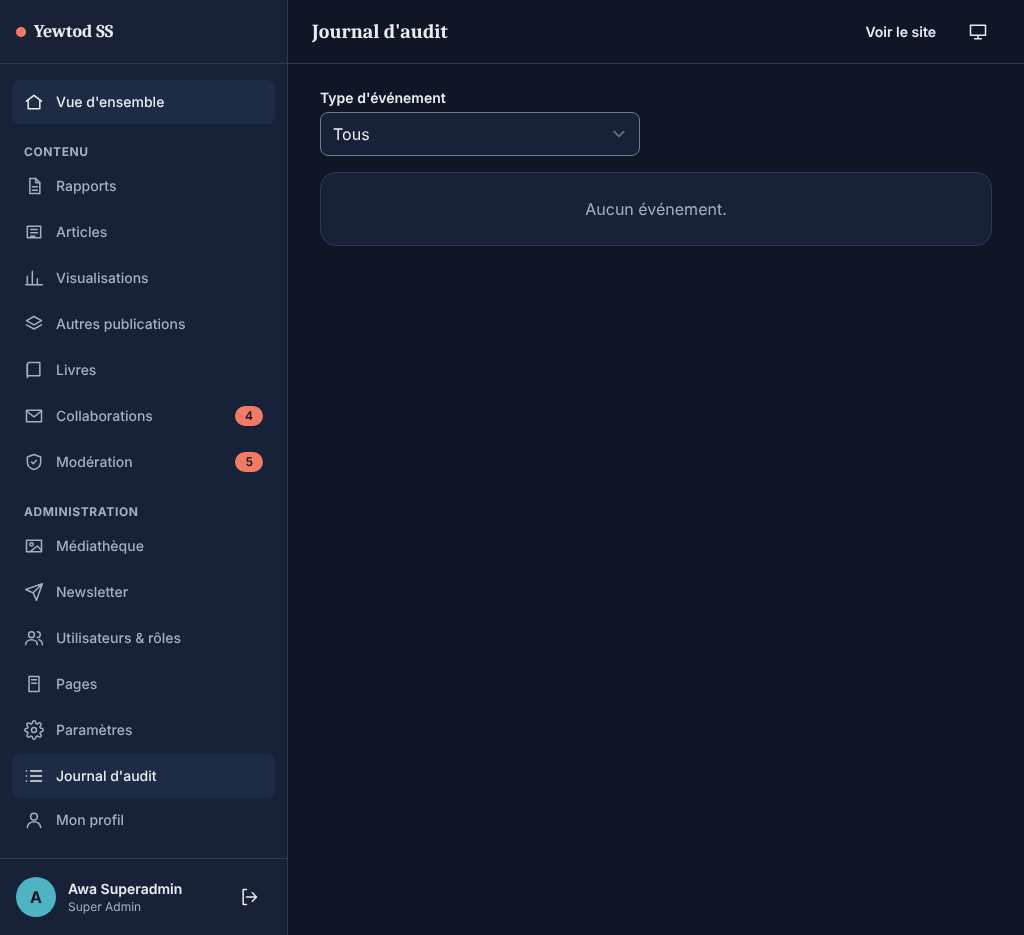 Yewtod SS
Journal d'audit
Voir le site
Vue d'ensemble
CONTENU
Rapports
Articles
Visualisations
Autres publications
Livres
Collaborations 4
Modération 5
ADMINISTRATION
Médiathèque
Newsletter
Utilisateurs & rôles
Pages
Paramètres
Journal d'audit
Mon profil
A
Awa Superadmin
Super Admin
Type d'événement
Tous
Aucun événement.